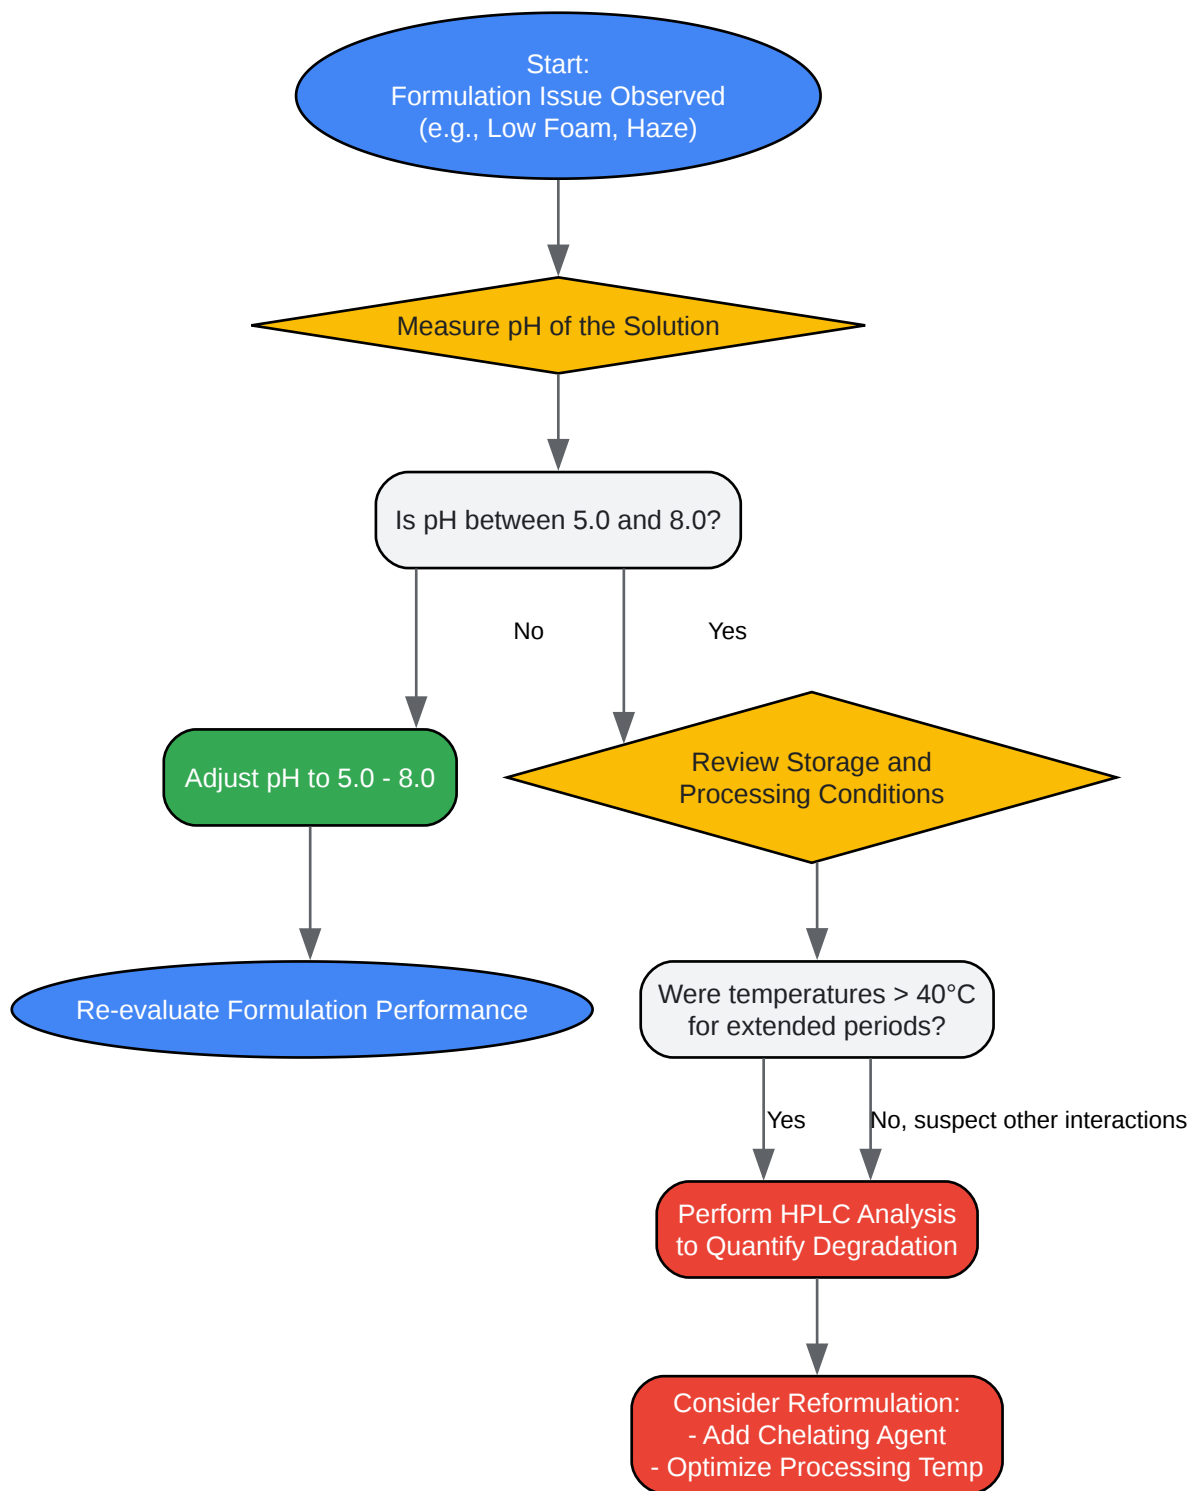 Start:
Formulation Issue Observed
(e.g., Low Foam, Haze)
Measure pH of the Solution
Is pH between 5.0 and 8.0?
No
Yes
Adjust pH to 5.0 - 8.0
Review Storage and
Processing Conditions
Re-evaluate Formulation Performance
Were temperatures > 40°C
for extended periods?
Yes
No, suspect other interactions
Perform HPLC Analysis
to Quantify Degradation
Consider Reformulation:
- Add Chelating Agent
- Optimize Processing Temp